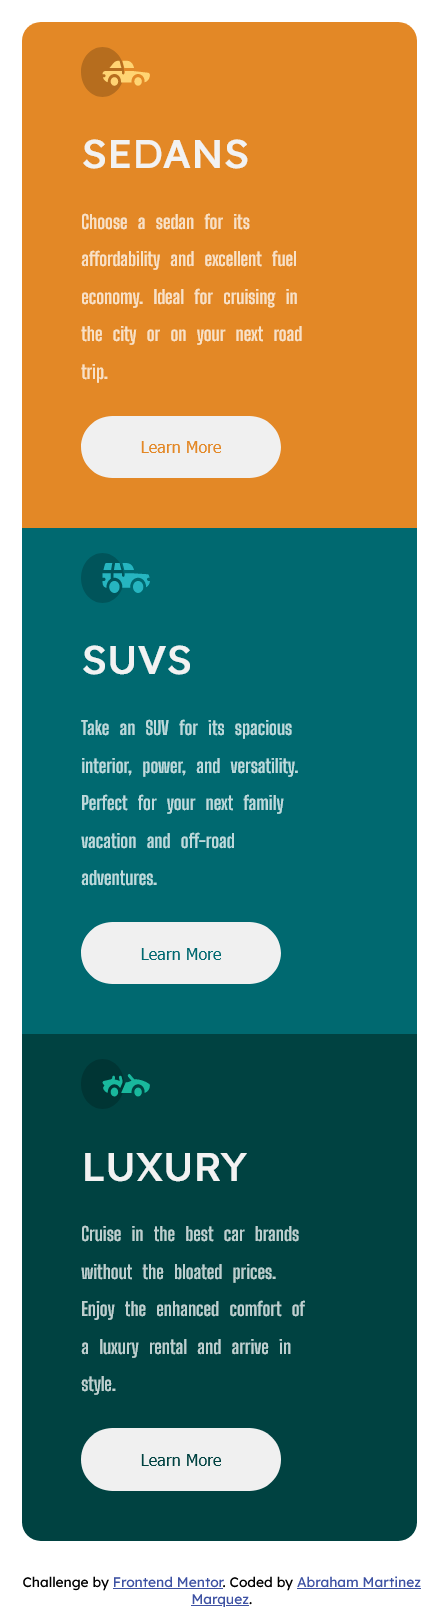 SEDANS
Choose a sedan for its
affordability and excellent fuel
economy. Ideal for cruising in
the city or on your next road
trip.
Learn More
SUVS
Take an SUV for its spacious
interior, power, and versatility.
Perfect for your next family
vacation and off-road
adventures.
Learn More
LUXURY
Cruise in the best car brands
without the bloated prices.
Enjoy the enhanced comfort of
a luxury rental and arrive in
style.
Learn More
Challenge by Frontend Mentor. Coded by Abraham Martinez
Marquez.